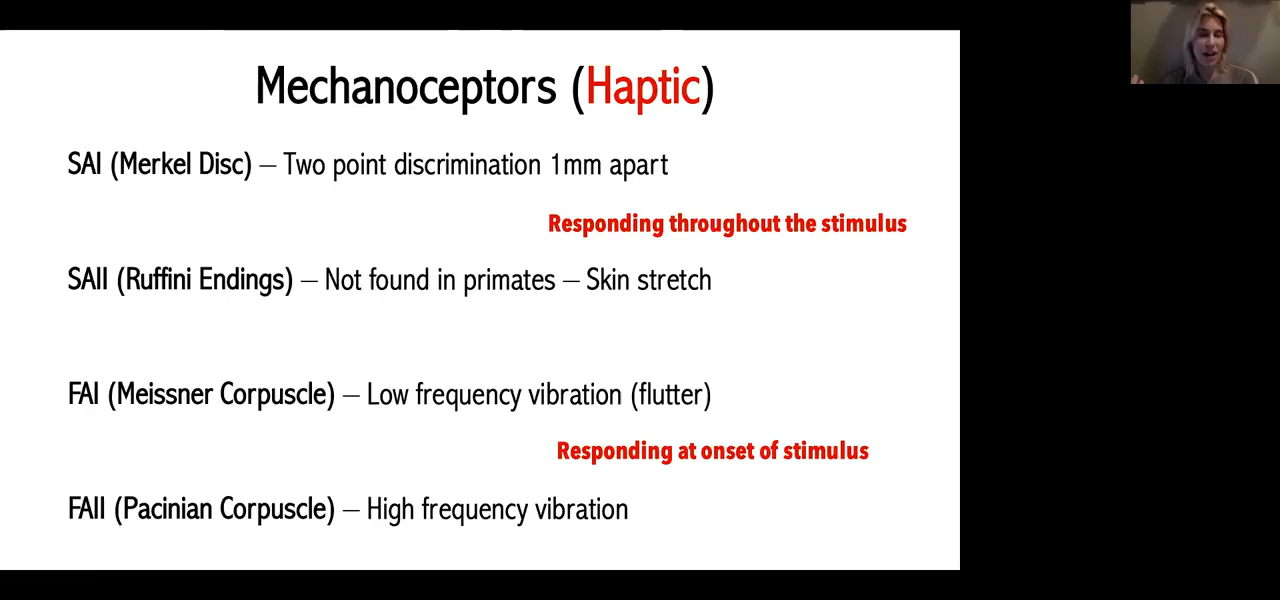 Mechanoceptors (Haptic)
SAI (Merkel Disc) – Two point discrimination 1mm apart
Responding throughout the stimulus
SAII (Ruffini Endings) – Not found in primates – Skin stretch
FAI (Meissner Corpuscle) – Low frequency vibration (flutter)
Responding at onset of stimulus
FAII (Pacinian Corpuscle) – High frequency vibration